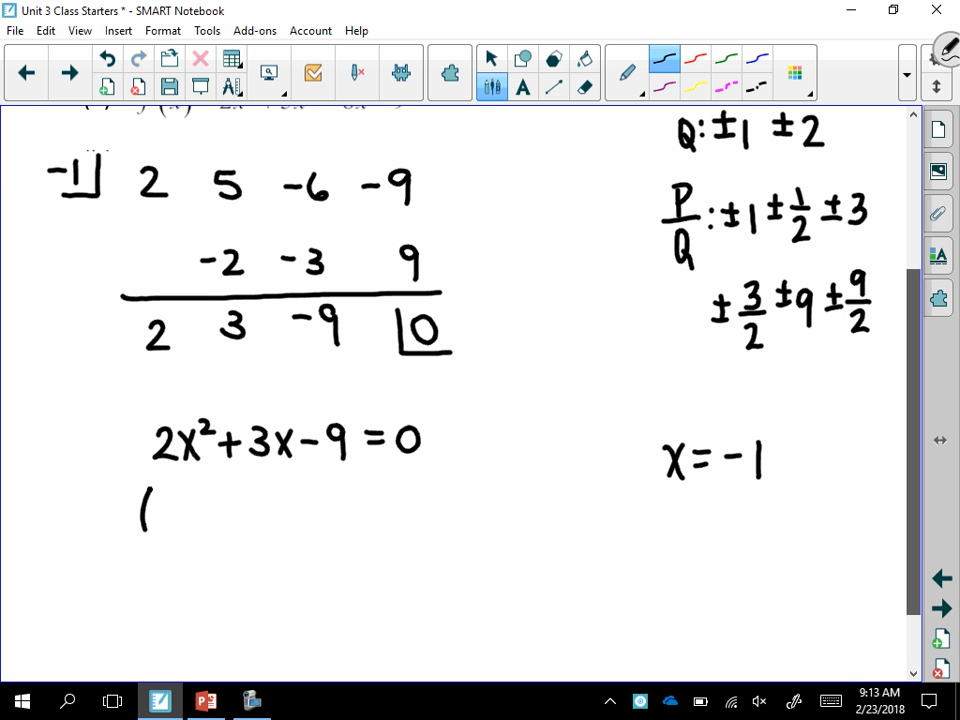 Unit 3 Class Starters * - SMART Notebook
File Edit View Insert Format Tools Add-ons Account Help
Q: ±1 ±2
-1 2 5 -6 -9
P/Q: ±1 ±1/2 ±3
-2 -3 9
±3/2 ±9 ±9/2
2 3 -9 0
2x²+3x-9=0
x=-1
(
9:13 AM
2/23/2018